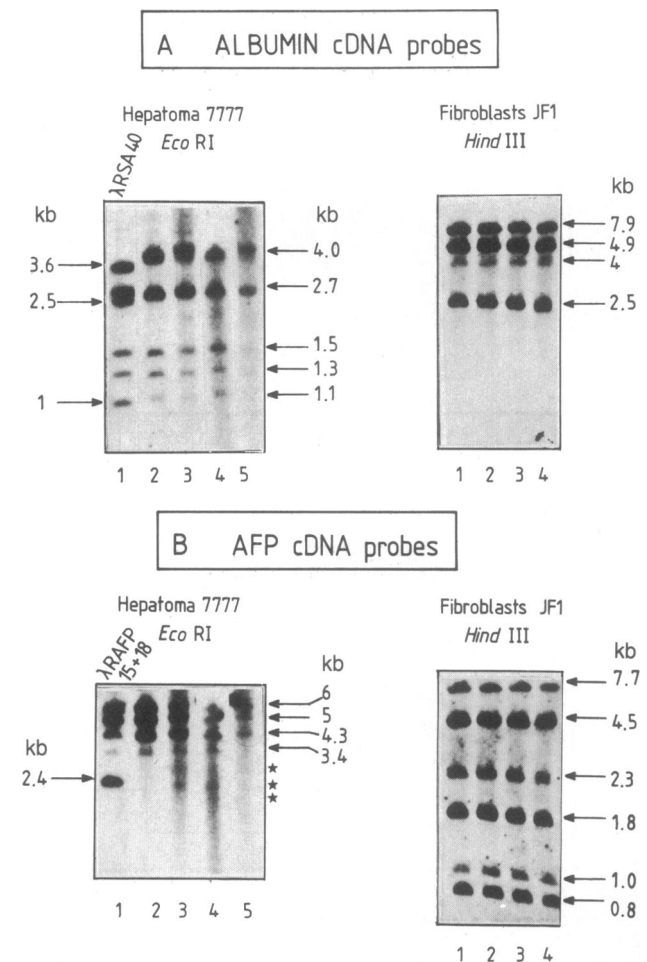 A ALBUMIN cDNA probes
Hepatoma 7777
Eco RI
λRSA40
kb
3.6
2.5
1
kb
4.0
2.7
1.5
1.3
1.1
1 2 3 4 5
Fibroblasts JF1
Hind III
kb
7.9
4.9
4
2.5
1 2 3 4
B AFP cDNA probes
Hepatoma 7777
Eco RI
λRAFP
15+18
kb
2.4
kb
6
5
4.3
3.4
★
★
★
1 2 3 4 5
Fibroblasts JF1
Hind III
kb
7.7
4.5
2.3
1.8
1.0
0.8
1 2 3 4